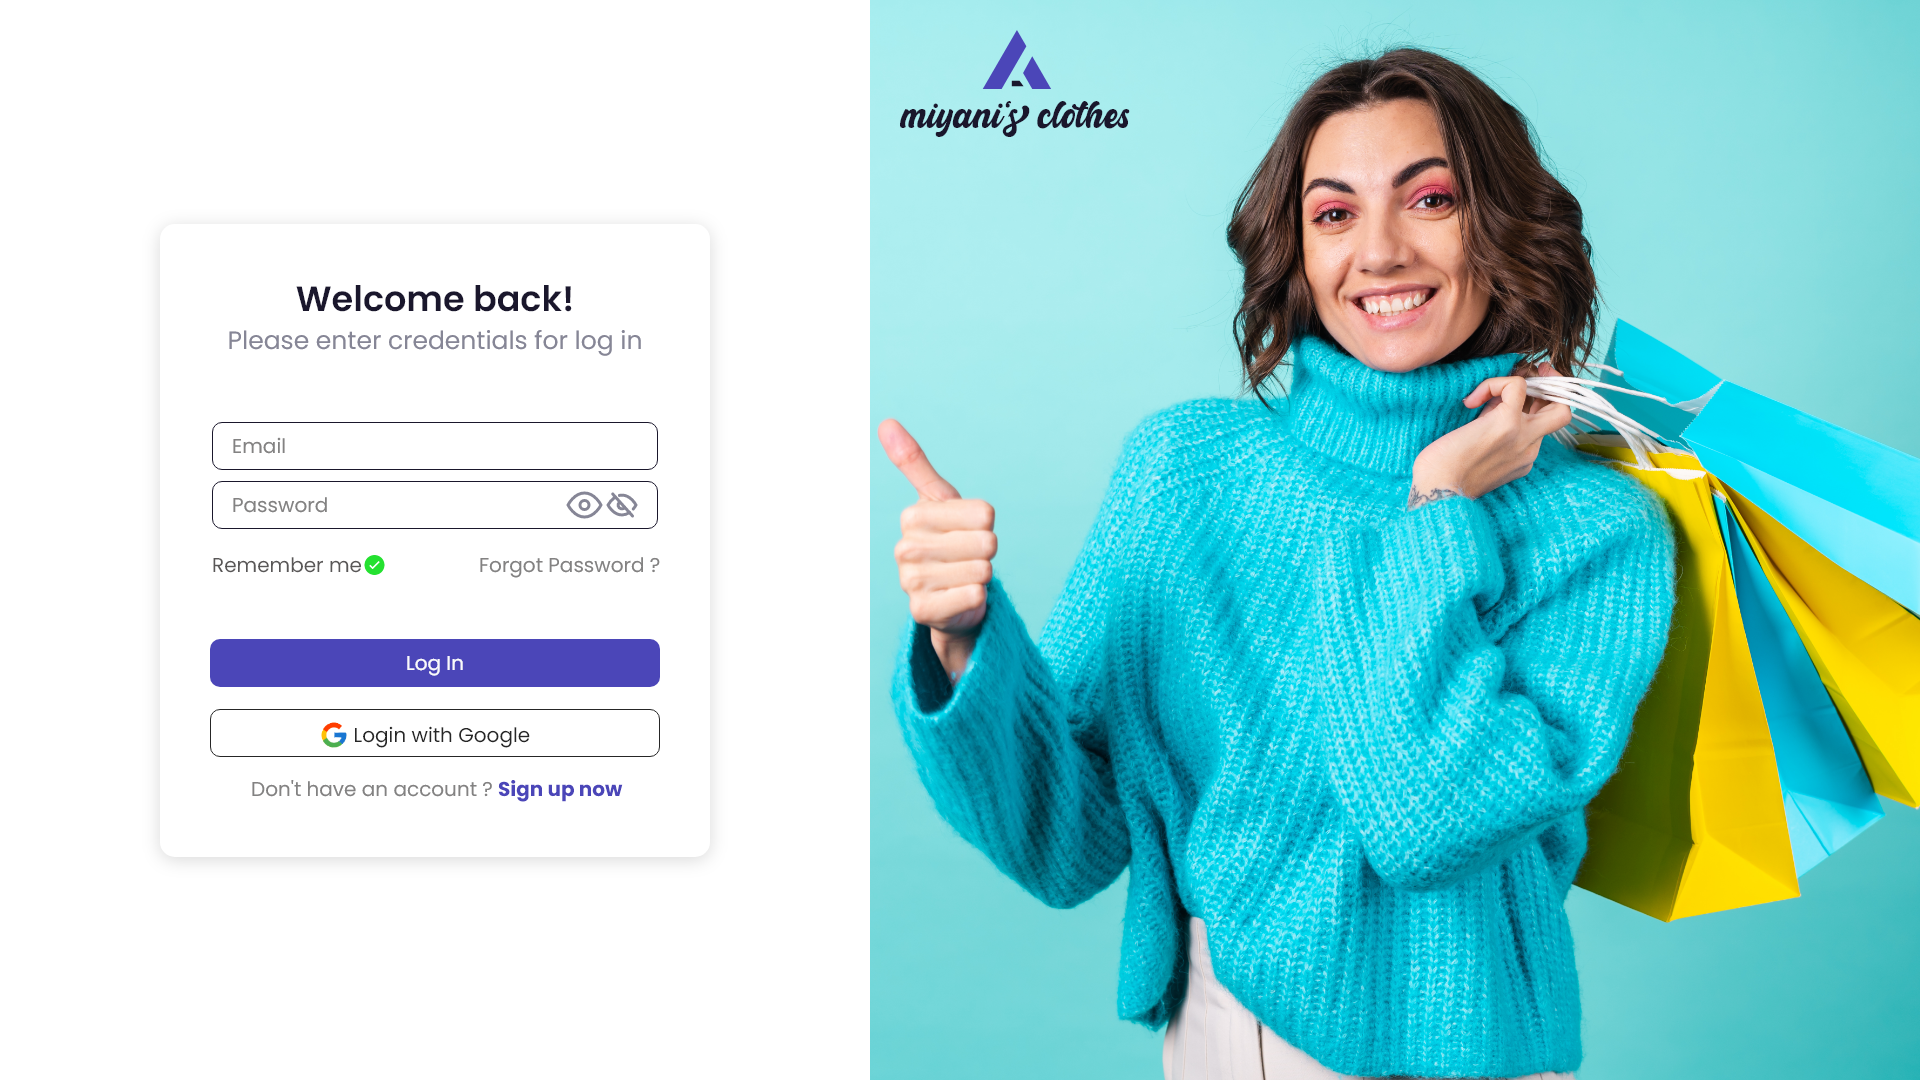 Welcome back!
Please enter credentials for log in
Email
Password
Remember me
Forgot Password ?
Log In
Login with Google
Don't have an account ? Sign up now
miyani's clothes